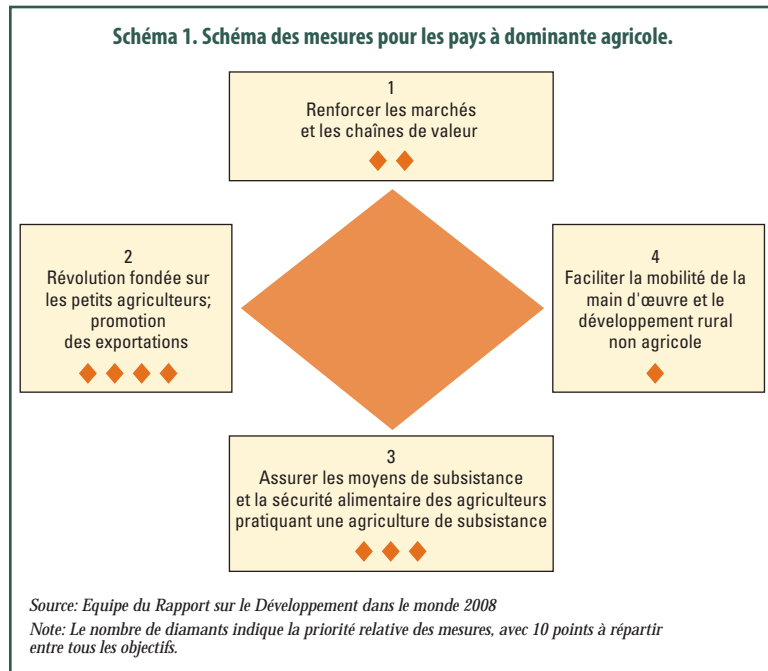 Schéma 1. Schéma des mesures pour les pays à dominante agricole.
1
Renforcer les marchés
et les chaînes de valeur
2
Révolution fondée sur
les petits agriculteurs;
promotion
des exportations
4
Faciliter la mobilité de la
main d'œuvre et le
développement rural
non agricole
3
Assurer les moyens de subsistance
et la sécurité alimentaire des agriculteurs
pratiquant une agriculture de subsistance
Source: Equipe du Rapport sur le Développement dans le monde 2008
Note: Le nombre de diamants indique la priorité relative des mesures, avec 10 points à répartir
entre tous les objectifs.